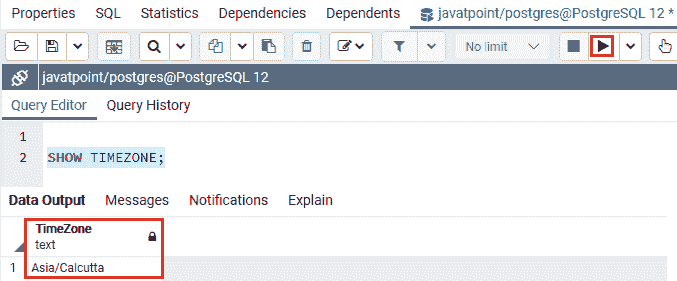 Properties SQL Statistics Dependencies Dependents javatpoint/postgres@PostgreSQL 12 *
No limit
javatpoint/postgres@PostgreSQL 12
Query Editor Query History
1
2 SHOW TIMEZONE;
Data Output Messages Notifications Explain
TimeZone
text
1 Asia/Calcutta